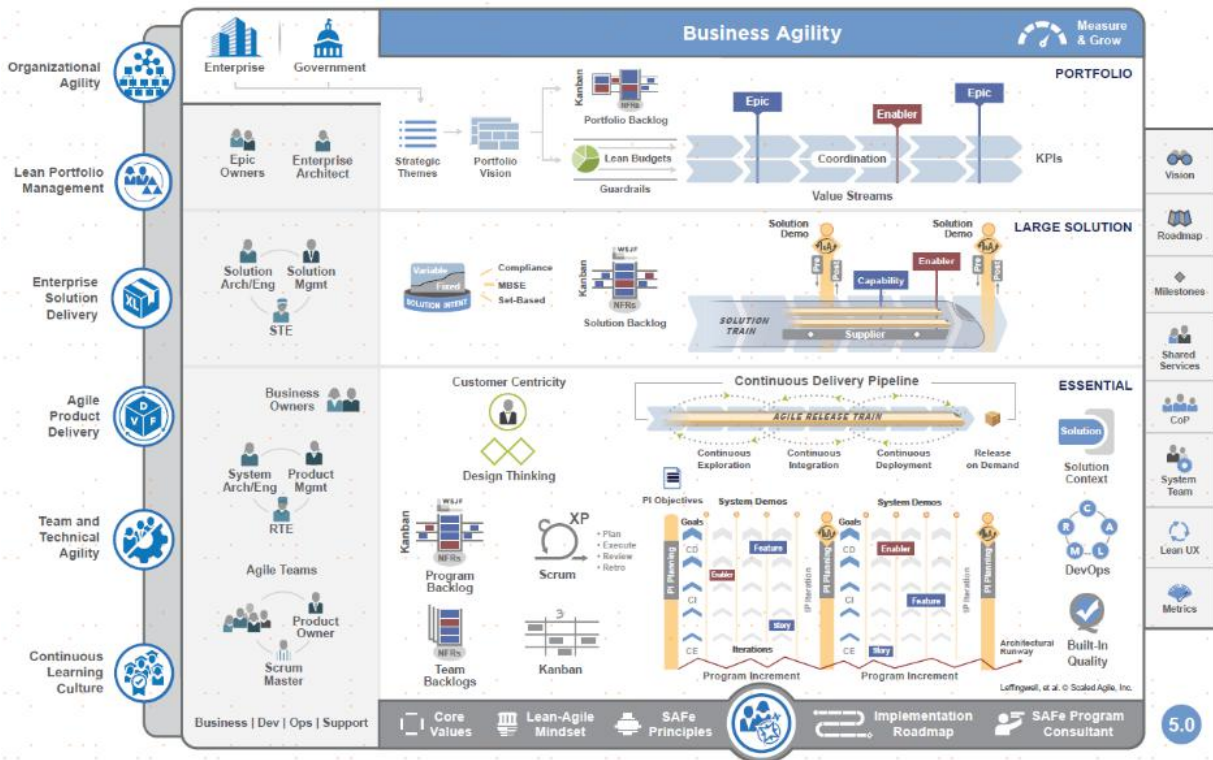 Business Agility
Measure
& Grow
Organizational
Agility
Lean Portfolio
Management
Enterprise
Solution
Delivery
Agile
Product
Delivery
D
V F
Team and
Technical
Agility
Continuous
Learning
Culture
XL
Enterprise
Government
Epic
Owners
Enterprise
Architect
Solution
Arch/Eng
Solution
Mgmt
STE
Business
Owners
System
Arch/Eng
Product
Mgmt
RTE
Agile Teams
Product
Owner
Scrum
Master
Business | Dev | Ops | Support
PORTFOLIO
Strategic
Themes
Portfolio
Vision
Kanban
NFRs
Portfolio Backlog
Lean Budgets
Guardrails
Epic
Enabler
Epic
Coordination
KPIs
Value Streams
LARGE SOLUTION
Variable
Fixed
SOLUTION INTENT
Compliance
MBSE
Set-Based
Kanban
WSJF
NFRs
Solution Backlog
Solution
Demo
I&A
Pre
Post
Capability
Enabler
Solution
Demo
I&A
Pre
Post
SOLUTION
TRAIN
Supplier
ESSENTIAL
Customer Centricity
Design Thinking
Continuous Delivery Pipeline
AGILE RELEASE TRAIN
Continuous
Exploration
Continuous
Integration
Continuous
Deployment
Release
on Demand
Kanban
WSJF
NFRs
Program
Backlog
XP
• Plan
• Execute
• Review
• Retro
Scrum
NFRs
Team
Backlogs
3
Kanban
PI Objectives
System Demos
System Demos
PI Planning
Goals
CD
CI
CE
Enabler
Feature
Story
IP Iteration
Iterations
I&A
PI Planning
Goals
CD
CI
CE
Enabler
Feature
Story
IP Iteration
I&A
PI Planning
Program Increment
Program Increment
Architectural
Runway
Solution
Solution
Context
C
R A
M L
DevOps
Built-In
Quality
Leffingwell, et al. © Scaled Agile, Inc.
Vision
Roadmap
Milestones
Shared
Services
CoP
System
Team
Lean UX
Metrics
Core
Values
Lean-Agile
Mindset
SAFe
Principles
Implementation
Roadmap
SAFe Program
Consultant
5.0